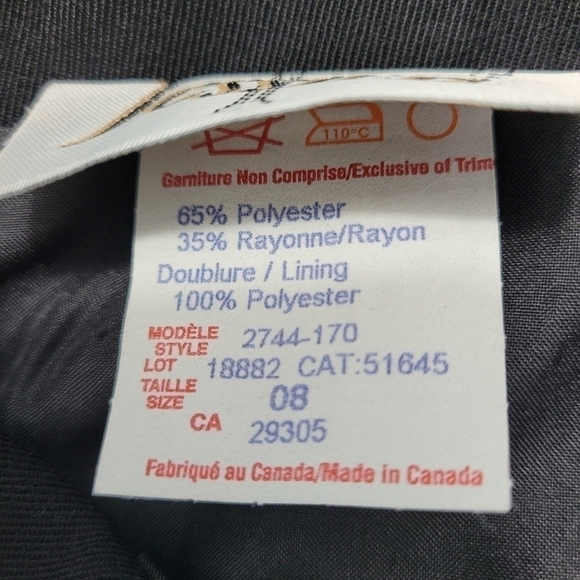 110°C
Garniture Non Comprise/Exclusive of Trim
65% Polyester
35% Rayonne/Rayon
Doublure / Lining
100% Polyester
MODÈLE
STYLE 2744-170
LOT 18882 CAT:51645
TAILLE
SIZE 08
CA 29305
Fabriqué au Canada/Made in Canada